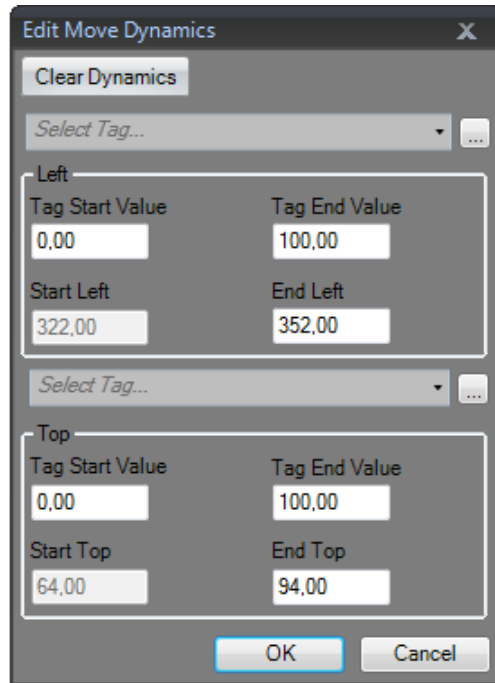 Edit Move Dynamics X
Clear Dynamics
Select Tag... ...
Left
Tag Start Value Tag End Value
0,00 100,00
Start Left End Left
322,00 352,00
Select Tag... ...
Top
Tag Start Value Tag End Value
0,00 100,00
Start Top End Top
64,00 94,00
OK Cancel